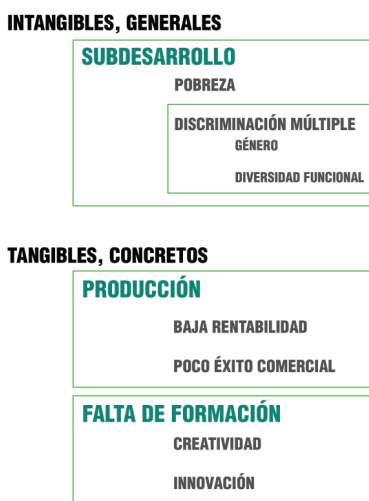 INTANGIBLES, GENERALES
SUBDESARROLLO
POBREZA
DISCRIMINACIÓN MÚLTIPLE
GÉNERO
DIVERSIDAD FUNCIONAL
TANGIBLES, CONCRETOS
PRODUCCIÓN
BAJA RENTABILIDAD
POCO ÉXITO COMERCIAL
FALTA DE FORMACIÓN
CREATIVIDAD
INNOVACIÓN